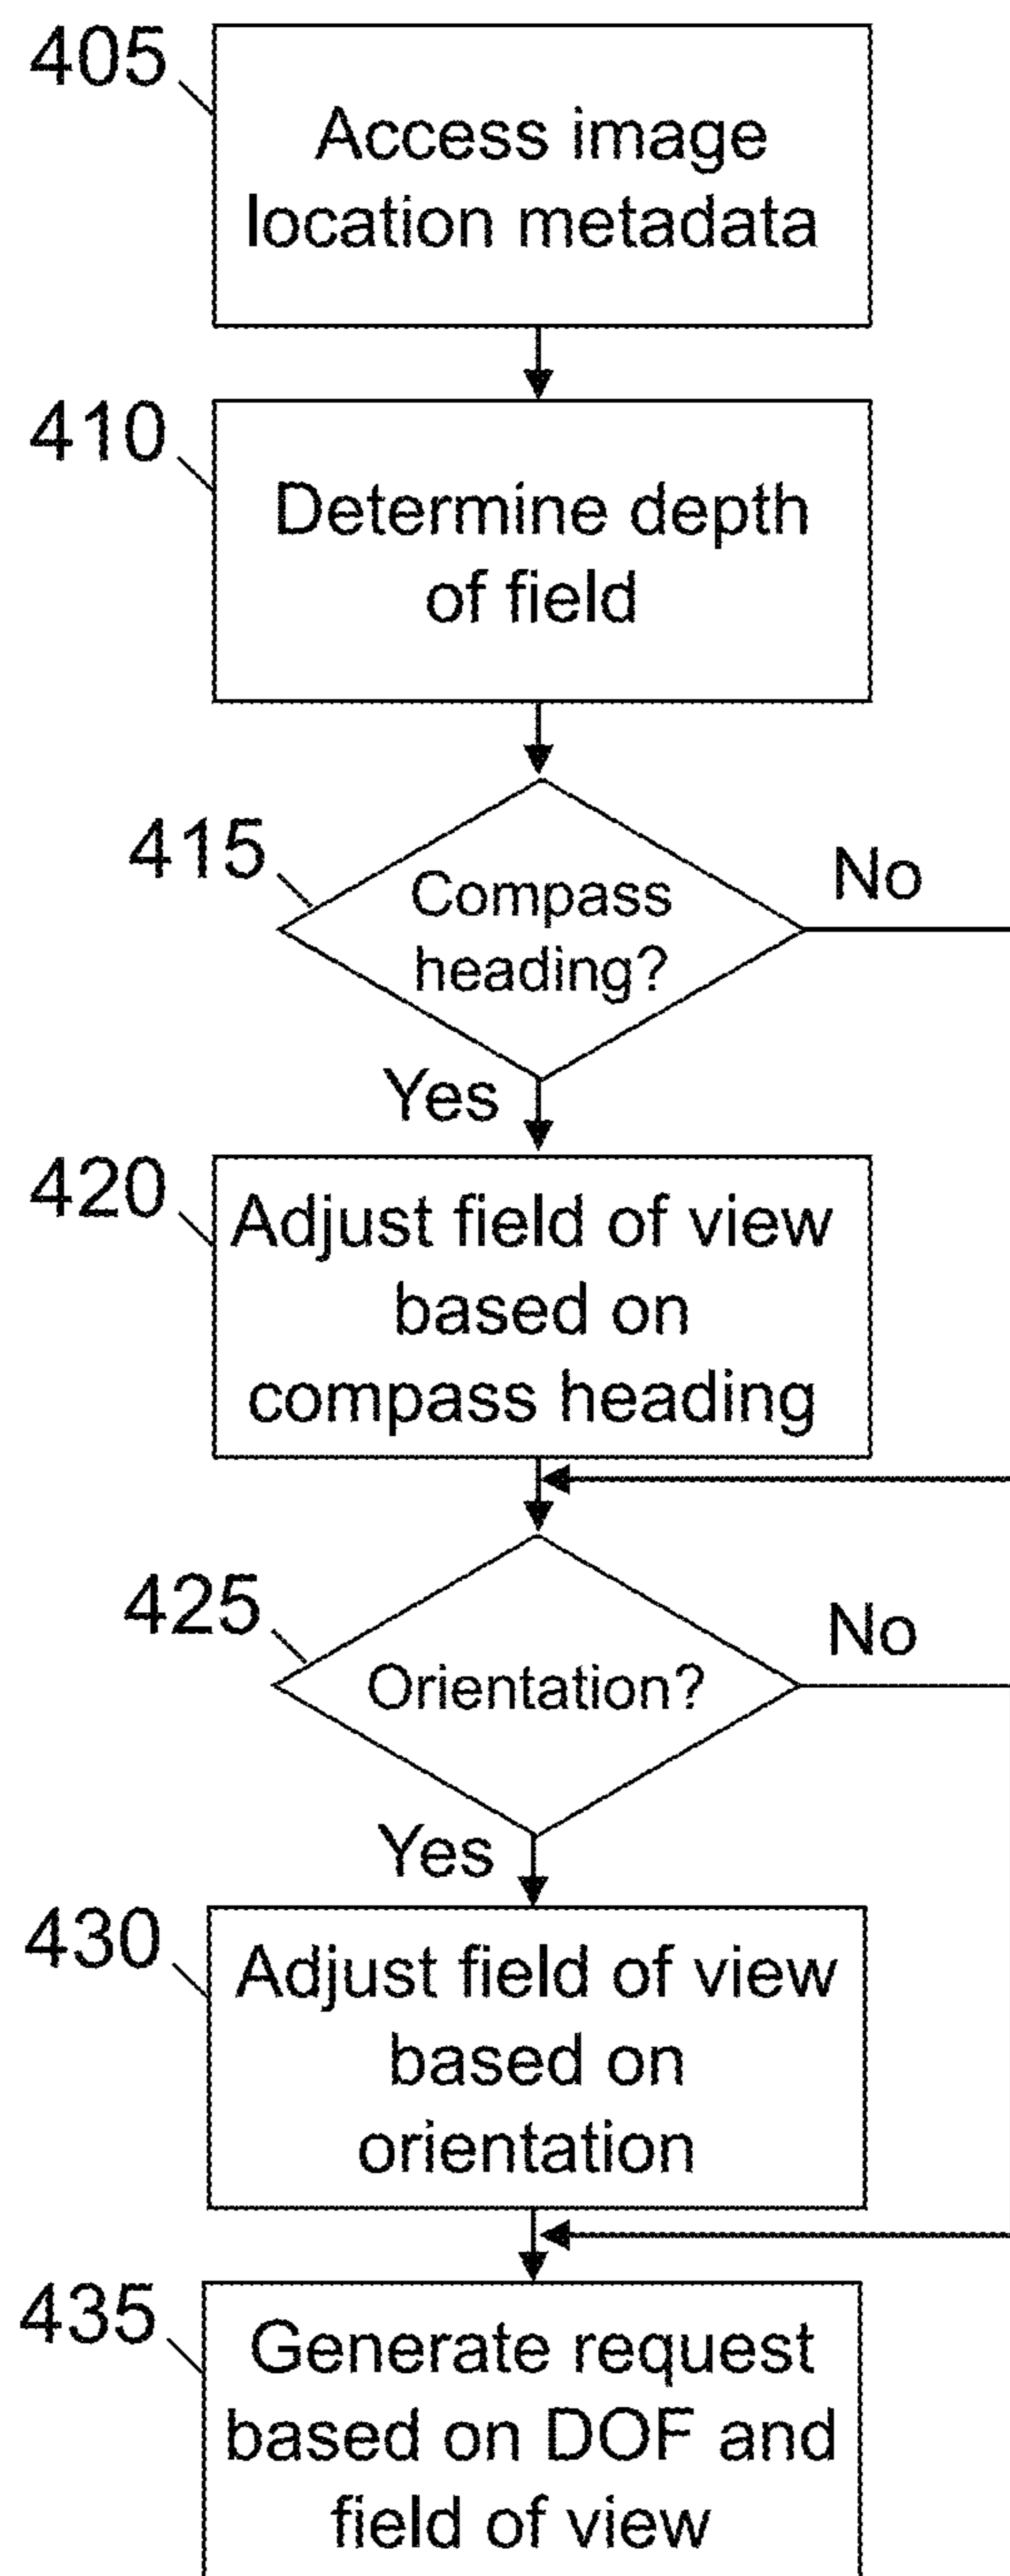 405
Access image
location metadata
410
Determine depth
of field
415
Compass
heading?
No
Yes
420
Adjust field of view
based on
compass heading
425
Orientation?
No
Yes
430
Adjust field of view
based on
orientation
435
Generate request
based on DOF and
field of view